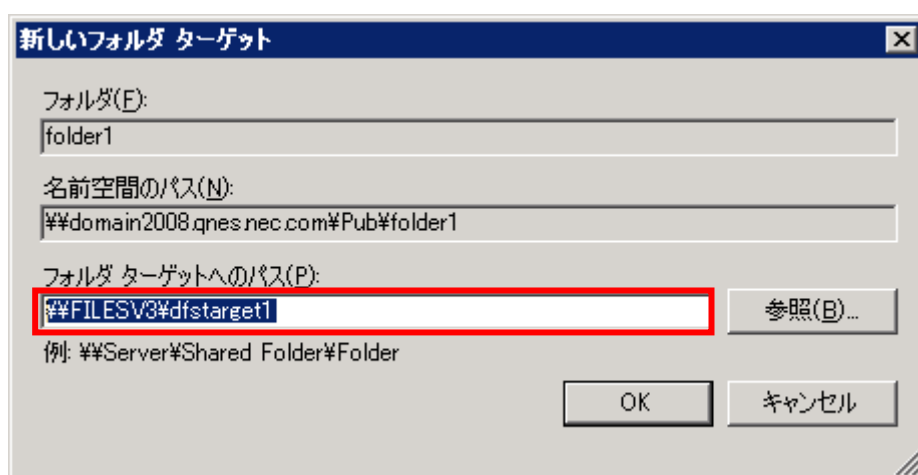 新しいフォルダ ターゲット
フォルダ(F):
folder1
名前空間のパス(N):
¥¥domain2008.qnes.nec.com¥Pub¥folder1
フォルダ ターゲットへのパス(P):
¥¥FILESV3¥dfstarget1
参照(B)...
例: ¥¥Server¥Shared Folder¥Folder
OK
キャンセル